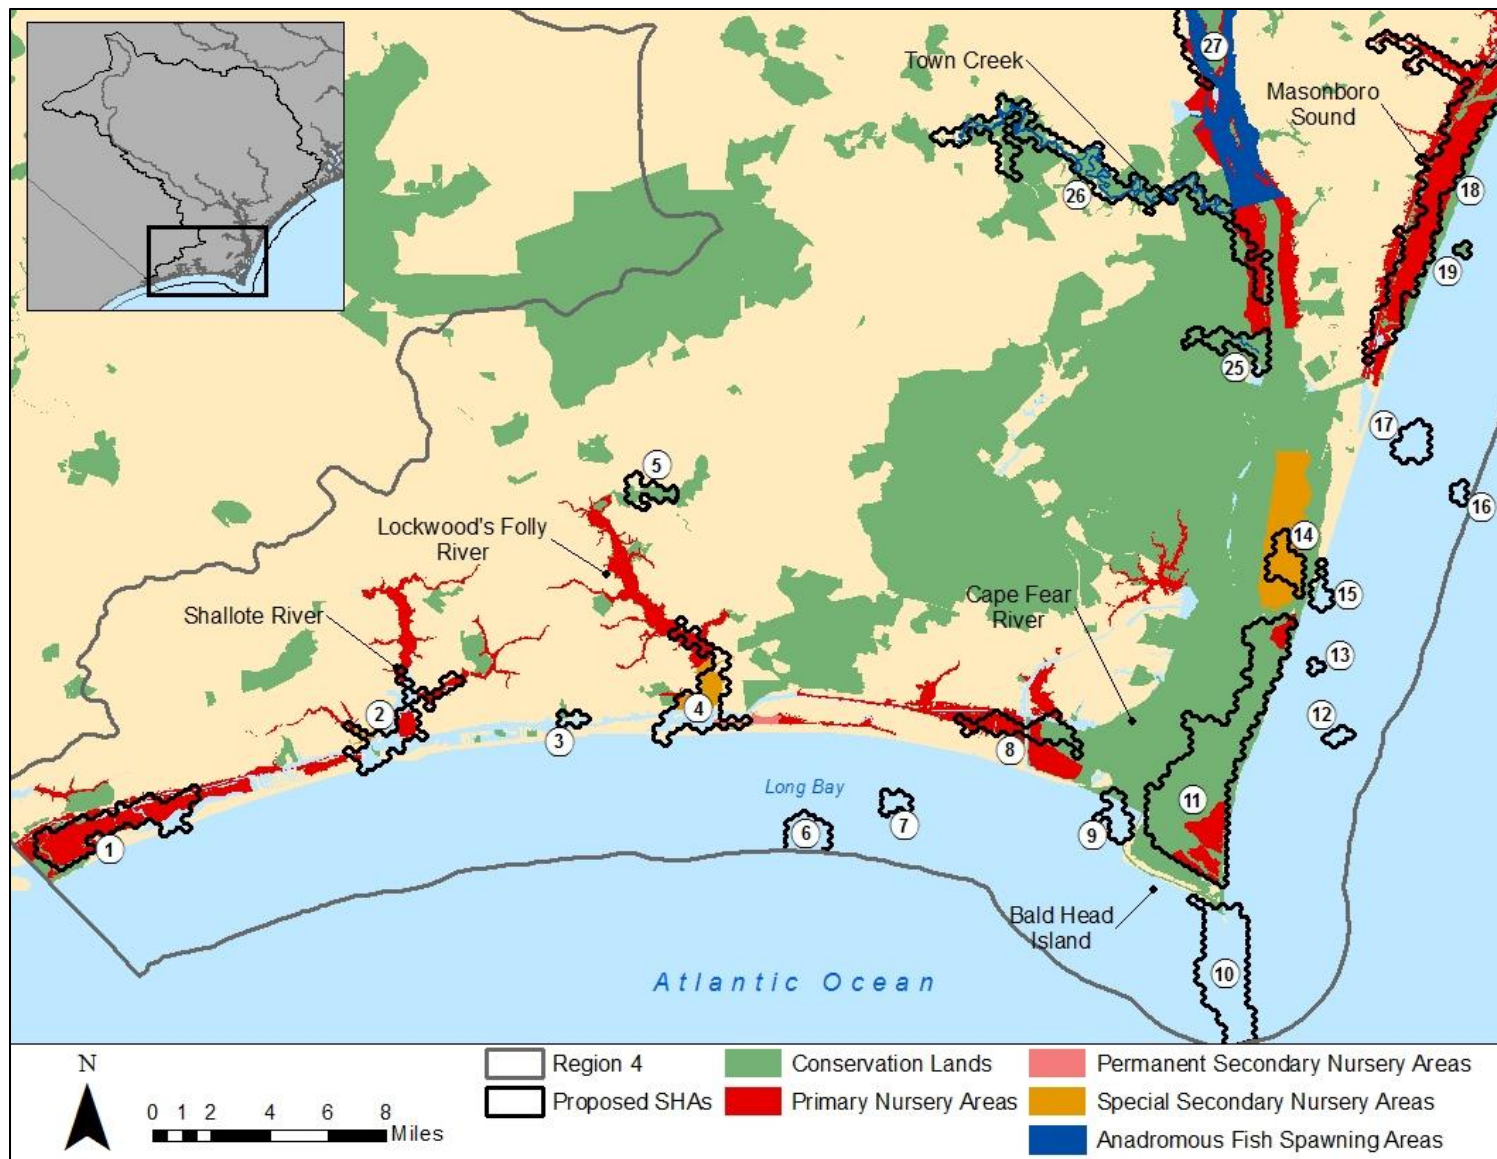 27
Town Creek
Masonboro
Sound
26
18
19
25
17
5
16
Lockwood's Folly
River
14
Cape Fear
River
15
Shallote River
13
2
4
12
3
8
Long Bay
11
6
7
9
1
Bald Head
Island
10
Atlantic Ocean
N
0 1 2 4 6 8
Miles
Region 4
Proposed SHAs
Conservation Lands
Primary Nursery Areas
Permanent Secondary Nursery Areas
Special Secondary Nursery Areas
Anadromous Fish Spawning Areas